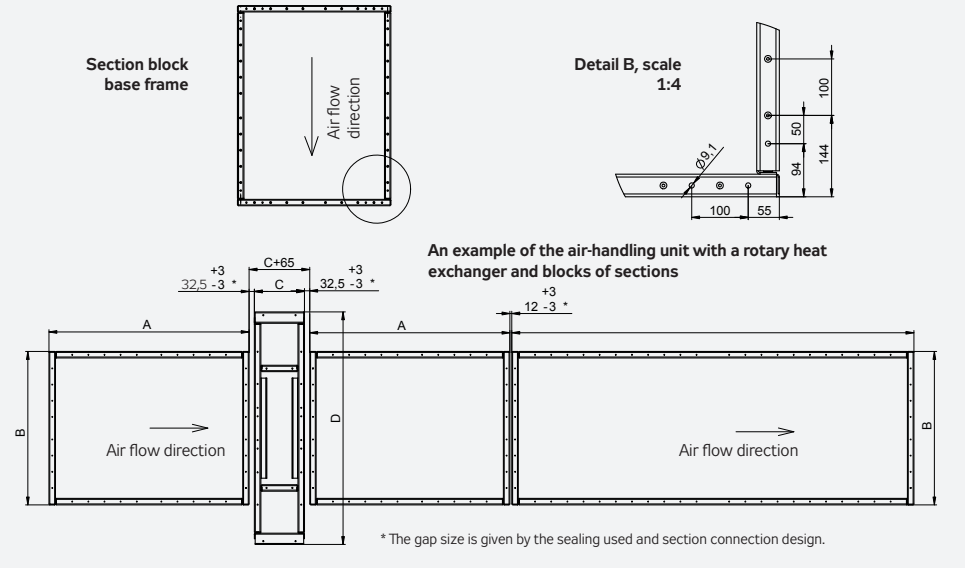 Section block
base frame
Air flow
direction
Detail B, scale
1:4
100
50
144
94
Ø9,1
100
55
An example of the air-handling unit with a rotary heat
exchanger and blocks of sections
C+65
+3
32,5 -3 *
C
+3
32,5 -3 *
+3
12 -3 *
A
A
B
D
B
Air flow direction
Air flow direction
* The gap size is given by the sealing used and section connection design.